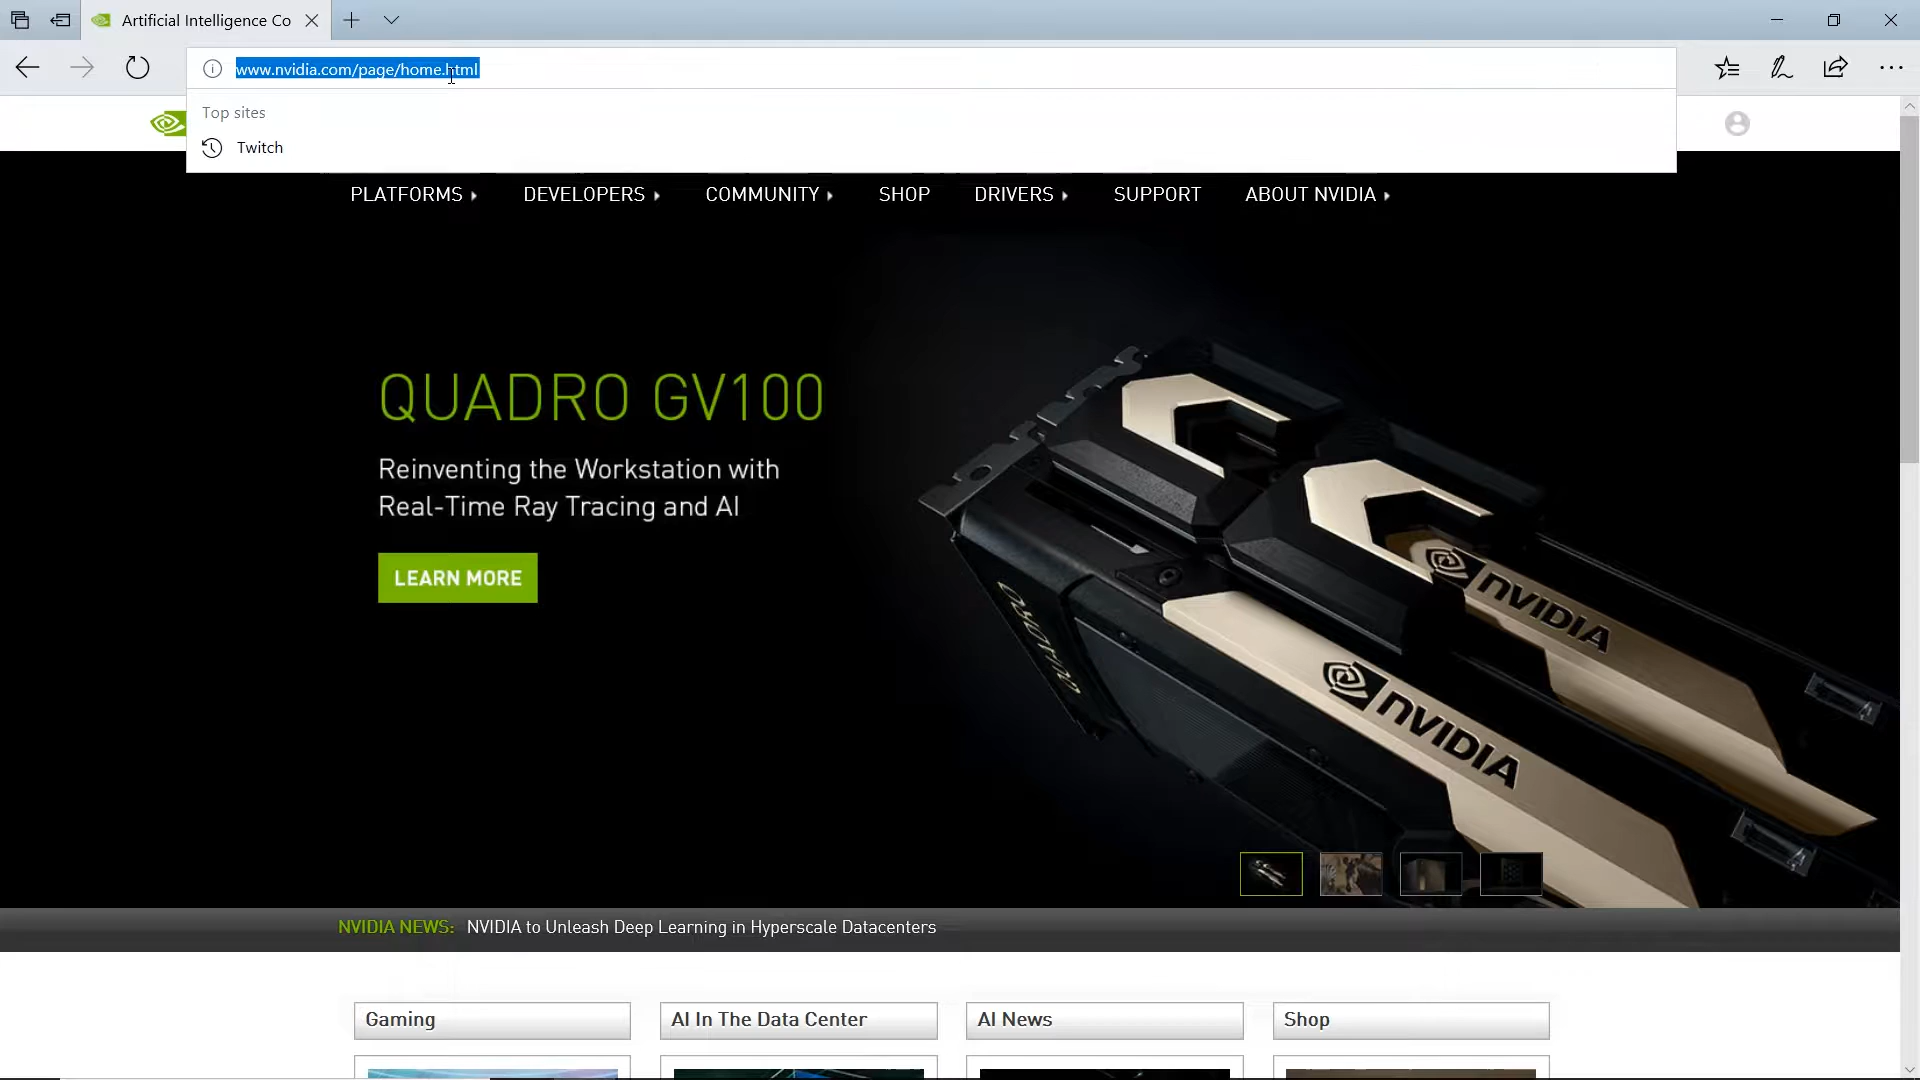 Artificial Intelligence Co
www.nvidia.com/page/home.html
Top sites
Twitch
PLATFORMS
DEVELOPERS
COMMUNITY
SHOP
DRIVERS
SUPPORT
ABOUT NVIDIA
QUADRO GV100
Reinventing the Workstation with
Real-Time Ray Tracing and AI
LEARN MORE
QUADRO
NVIDIA
NVIDIA
NVIDIA NEWS: NVIDIA to Unleash Deep Learning in Hyperscale Datacenters
Gaming
AI In The Data Center
AI News
Shop